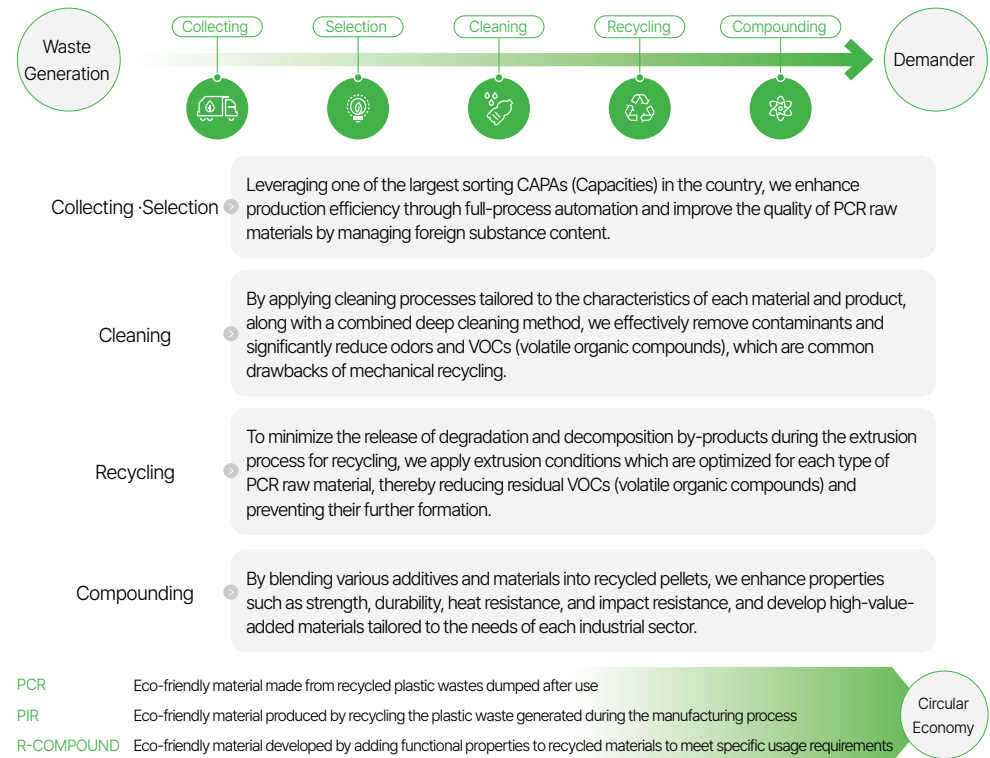 Waste
Generation
Collecting
Selection
Cleaning
Recycling
Compounding
Demander
Collecting ·Selection
Leveraging one of the largest sorting CAPAs (Capacities) in the country, we enhance
production efficiency through full-process automation and improve the quality of PCR raw
materials by managing foreign substance content.
Cleaning
By applying cleaning processes tailored to the characteristics of each material and product,
along with a combined deep cleaning method, we effectively remove contaminants and
significantly reduce odors and VOCs (volatile organic compounds), which are common
drawbacks of mechanical recycling.
Recycling
To minimize the release of degradation and decomposition by-products during the extrusion
process for recycling, we apply extrusion conditions which are optimized for each type of
PCR raw material, thereby reducing residual VOCs (volatile organic compounds) and
preventing their further formation.
Compounding
By blending various additives and materials into recycled pellets, we enhance properties
such as strength, durability, heat resistance, and impact resistance, and develop high-value-
added materials tailored to the needs of each industrial sector.
PCR Eco-friendly material made from recycled plastic wastes dumped after use
PIR Eco-friendly material produced by recycling the plastic waste generated during the manufacturing process
R-COMPOUND Eco-friendly material developed by adding functional properties to recycled materials to meet specific usage requirements
Circular
Economy